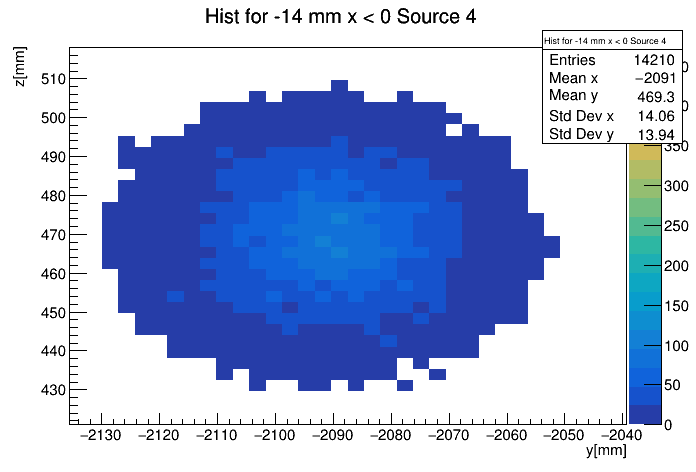 Hist for -14 mm x < 0 Source 4
z[mm]
Hist for -14 mm x < 0 Source 4
Entries 14210
Mean x −2091
Mean y 469.3
Std Dev x 14.06
Std Dev y 13.94
510
500
490
480
470
460
450
440
430
350
300
250
200
150
100
50
0
−2130 −2120 −2110 −2100 −2090 −2080 −2070 −2060 −2050 −2040
y[mm]